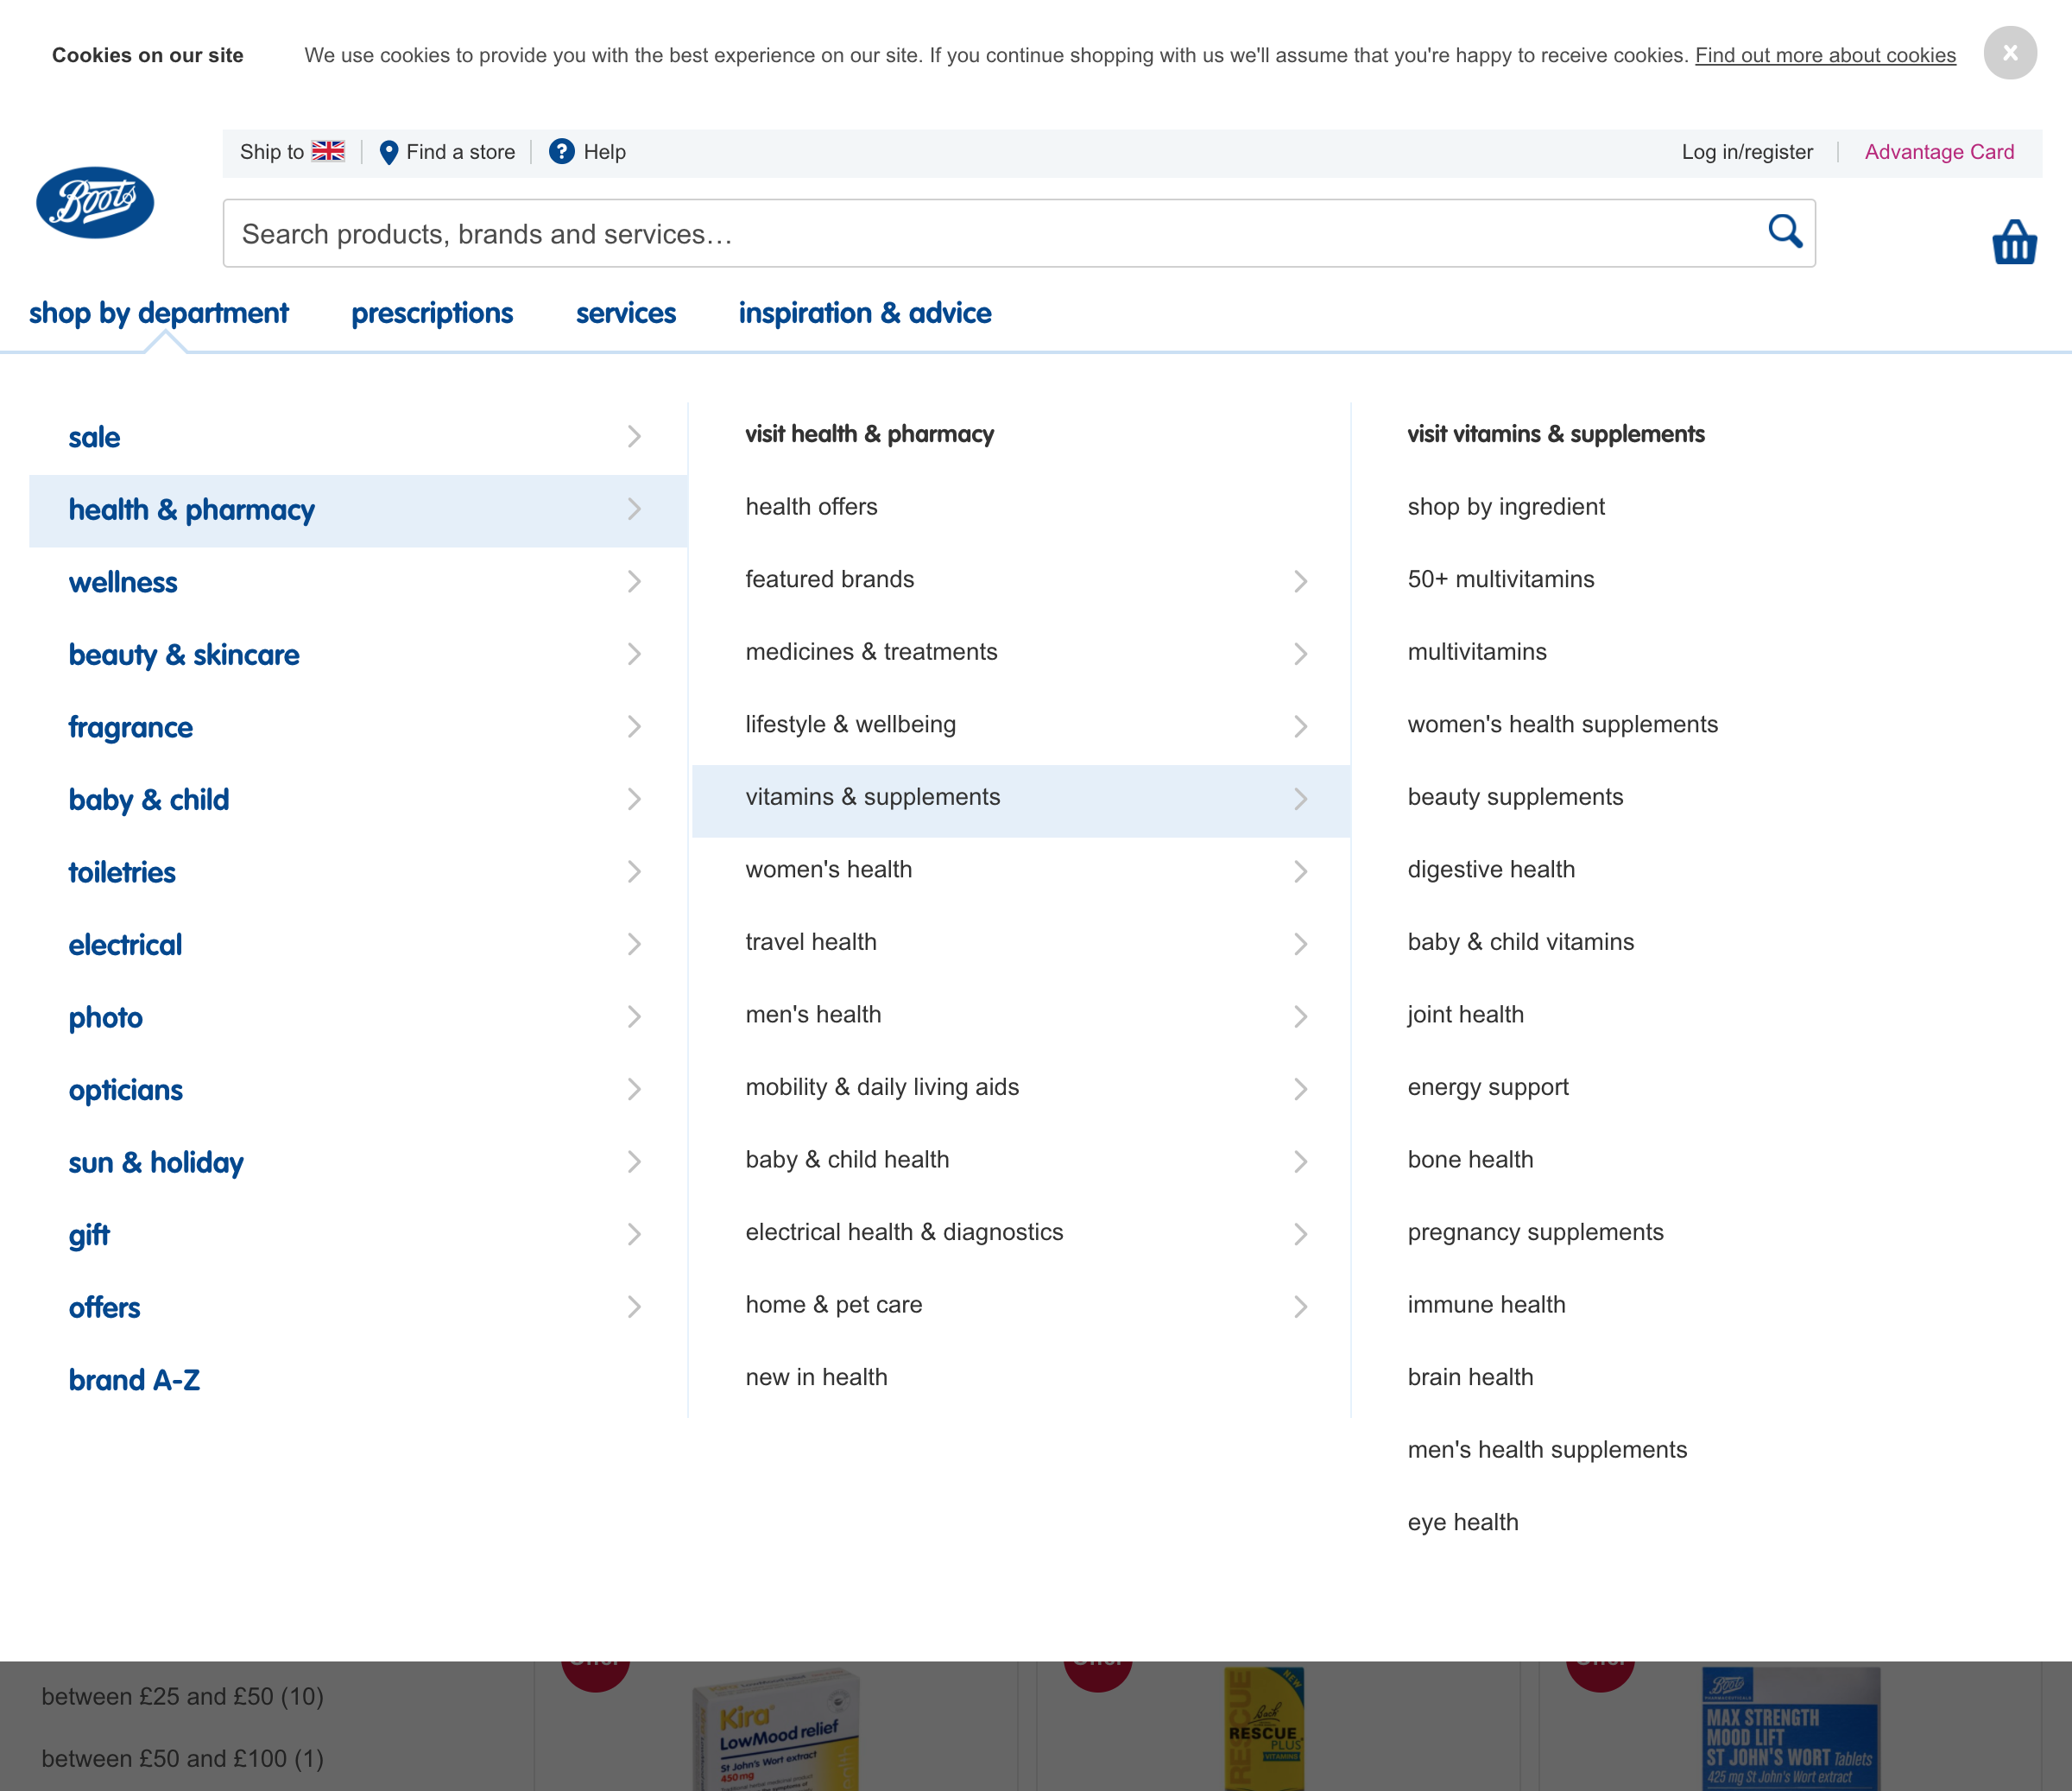 Cookies on our site
We use cookies to provide you with the best experience on our site. If you continue shopping with us we'll assume that you're happy to receive cookies. Find out more about cookies
Ship to
Find a store
Help
Log in/register
Advantage Card
Boots
Search products, brands and services...
shop by department
prescriptions
services
inspiration & advice
sale
health & pharmacy
wellness
beauty & skincare
fragrance
baby & child
toiletries
electrical
photo
opticians
sun & holiday
gift
offers
brand A-Z
visit health & pharmacy
health offers
featured brands
medicines & treatments
lifestyle & wellbeing
vitamins & supplements
women's health
travel health
men's health
mobility & daily living aids
baby & child health
electrical health & diagnostics
home & pet care
new in health
visit vitamins & supplements
shop by ingredient
50+ multivitamins
multivitamins
women's health supplements
beauty supplements
digestive health
baby & child vitamins
joint health
energy support
bone health
pregnancy supplements
immune health
brain health
men's health supplements
eye health
between £25 and £50 (10)
between £50 and £100 (1)
Kira
LowMood relief
St John's Wort extract
450mg
RESCUE
NEW
Bach
RESCUE
PLUS
VITAMINS
Boots
PHARMACEUTICALS
MAX STRENGTH
MOOD LIFT
ST JOHN'S WORT Tablets
425 mg St John's Wort extract